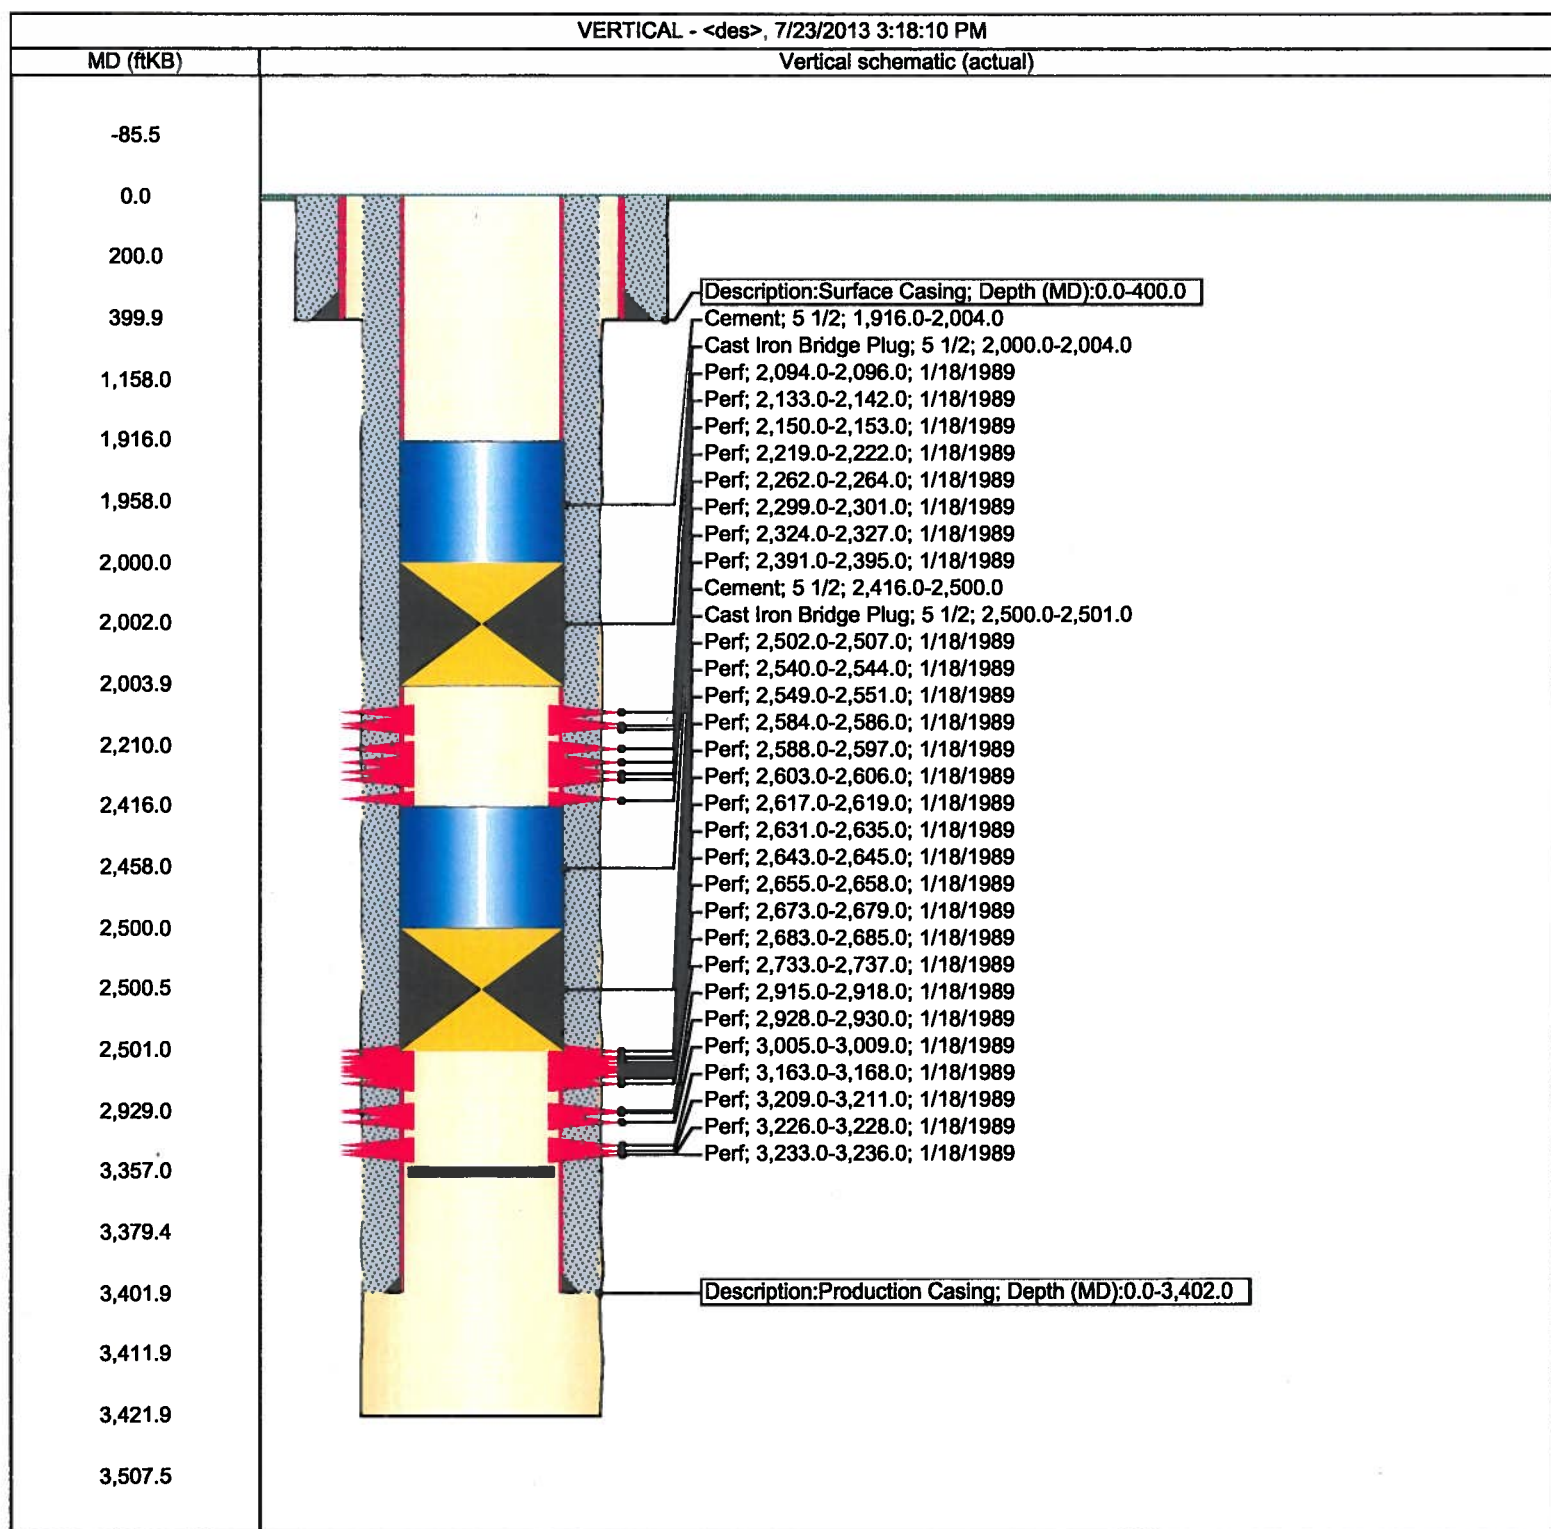 VERTICAL - <des>, 7/23/2013 3:18:10 PM
MD (ftKB)
Vertical schematic (actual)
-85.5
0.0
200.0
399.9
1,158.0
1,916.0
1,958.0
2,000.0
2,002.0
2,003.9
2,210.0
2,416.0
2,458.0
2,500.0
2,500.5
2,501.0
2,929.0
3,357.0
3,379.4
3,401.9
3,411.9
3,421.9
3,507.5
Description:Surface Casing; Depth (MD):0.0-400.0
Cement; 5 1/2; 1,916.0-2,004.0
Cast Iron Bridge Plug; 5 1/2; 2,000.0-2,004.0
Perf; 2,094.0-2,096.0; 1/18/1989
Perf; 2,133.0-2,142.0; 1/18/1989
Perf; 2,150.0-2,153.0; 1/18/1989
Perf; 2,219.0-2,222.0; 1/18/1989
Perf; 2,262.0-2,264.0; 1/18/1989
Perf; 2,299.0-2,301.0; 1/18/1989
Perf; 2,324.0-2,327.0; 1/18/1989
Perf; 2,391.0-2,395.0; 1/18/1989
Cement; 5 1/2; 2,416.0-2,500.0
Cast Iron Bridge Plug; 5 1/2; 2,500.0-2,501.0
Perf; 2,502.0-2,507.0; 1/18/1989
Perf; 2,540.0-2,544.0; 1/18/1989
Perf; 2,549.0-2,551.0; 1/18/1989
Perf; 2,584.0-2,586.0; 1/18/1989
Perf; 2,588.0-2,597.0; 1/18/1989
Perf; 2,603.0-2,606.0; 1/18/1989
Perf; 2,617.0-2,619.0; 1/18/1989
Perf; 2,631.0-2,635.0; 1/18/1989
Perf; 2,643.0-2,645.0; 1/18/1989
Perf; 2,655.0-2,658.0; 1/18/1989
Perf; 2,673.0-2,679.0; 1/18/1989
Perf; 2,683.0-2,685.0; 1/18/1989
Perf; 2,733.0-2,737.0; 1/18/1989
Perf; 2,915.0-2,918.0; 1/18/1989
Perf; 2,928.0-2,930.0; 1/18/1989
Perf; 3,005.0-3,009.0; 1/18/1989
Perf; 3,163.0-3,168.0; 1/18/1989
Perf; 3,209.0-3,211.0; 1/18/1989
Perf; 3,226.0-3,228.0; 1/18/1989
Perf; 3,233.0-3,236.0; 1/18/1989
Description:Production Casing; Depth (MD):0.0-3,402.0